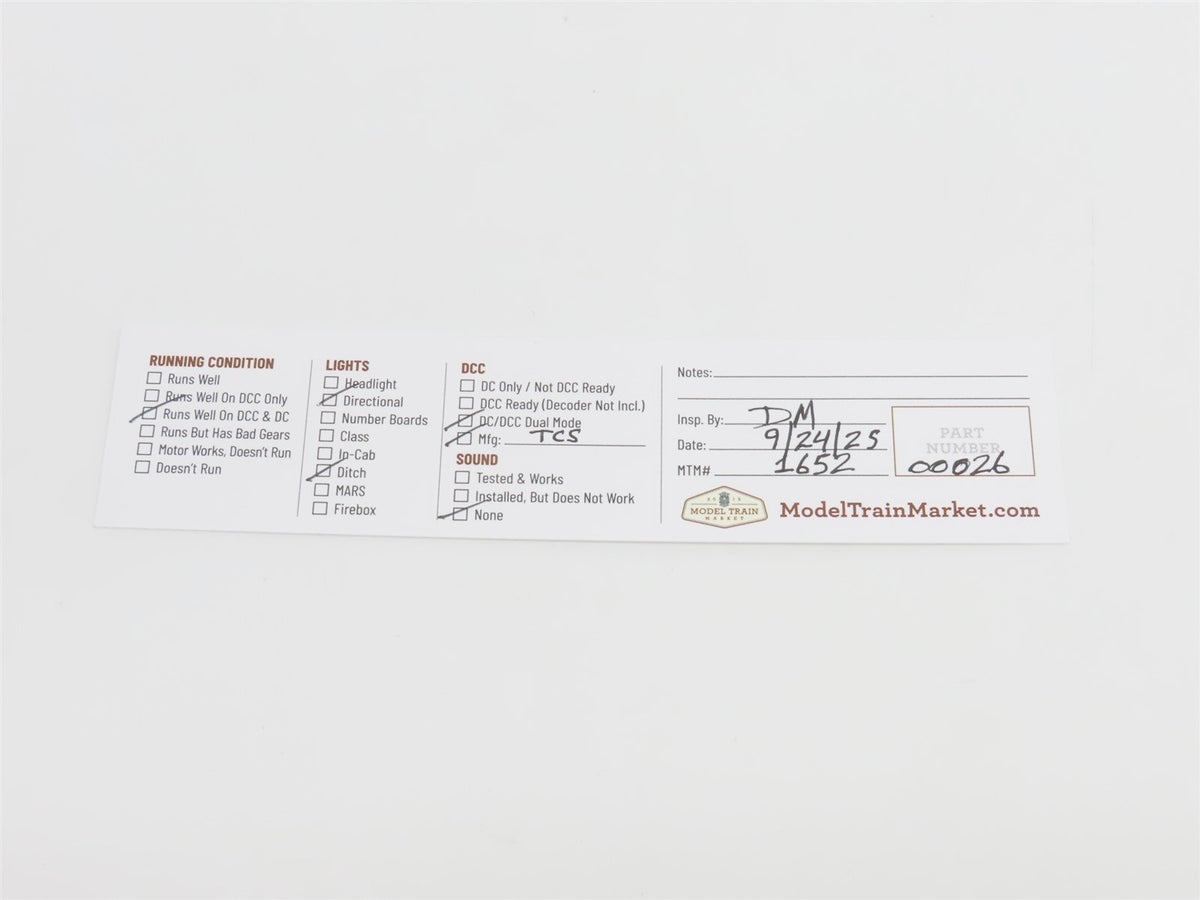 RUNNING CONDITION
Runs Well
Runs Well On DCC Only
Runs Well On DCC & DC
Runs But Has Bad Gears
Motor Works, Doesn't Run
Doesn't Run
LIGHTS
Headlight
Directional
Number Boards
Class
In-Cab
Ditch
MARS
Firebox
DCC
DC Only / Not DCC Ready
DCC Ready (Decoder Not Incl.)
DC/DCC Dual Mode
Mfg: TCS
SOUND
Tested & Works
Installed, But Does Not Work
None
Notes:
Insp. By: DM
Date: 9/24/25
MTM# 1652
PART
NUMBER
00026
MODEL TRAIN
MARKET
ModelTrainMarket.com